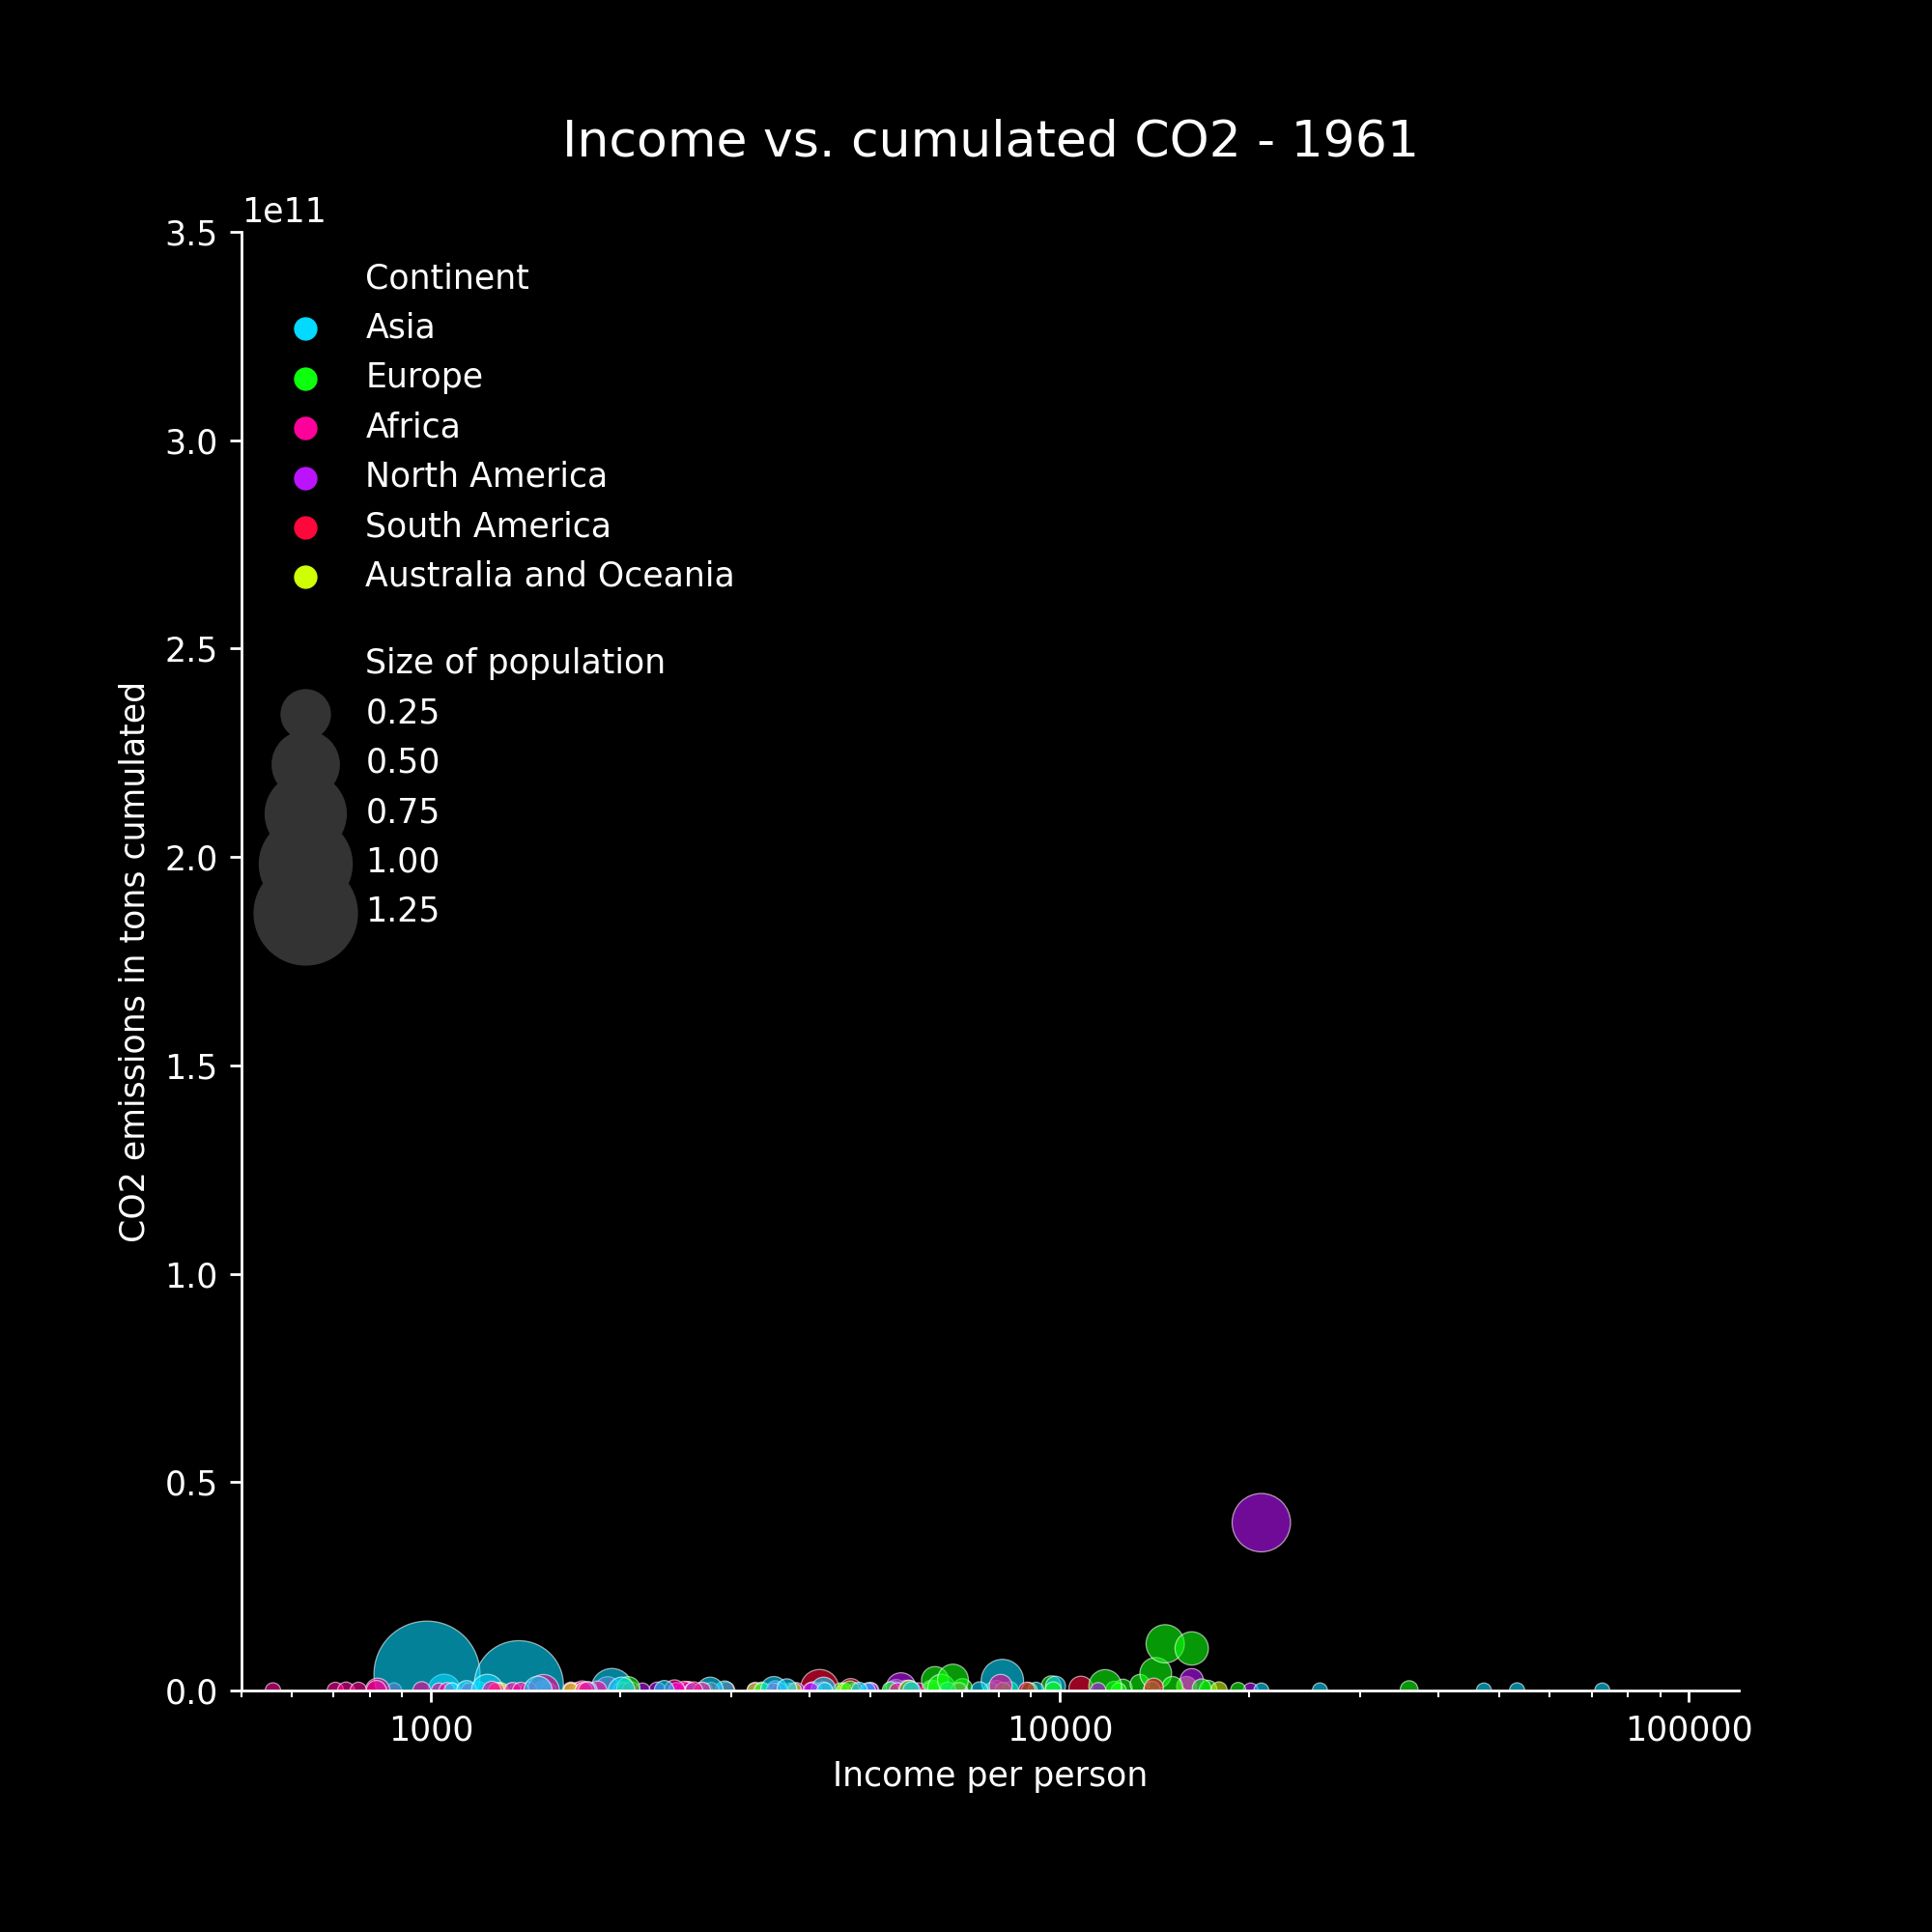 Income vs. cumulated CO2 - 1961
1e11
3.5
3.0
2.5
2.0
1.5
1.0
0.5
0.0
CO2 emissions in tons cumulated
Continent
Asia
Europe
Africa
North America
South America
Australia and Oceania
Size of population
0.25
0.50
0.75
1.00
1.25
1000 10000 100000
Income per person